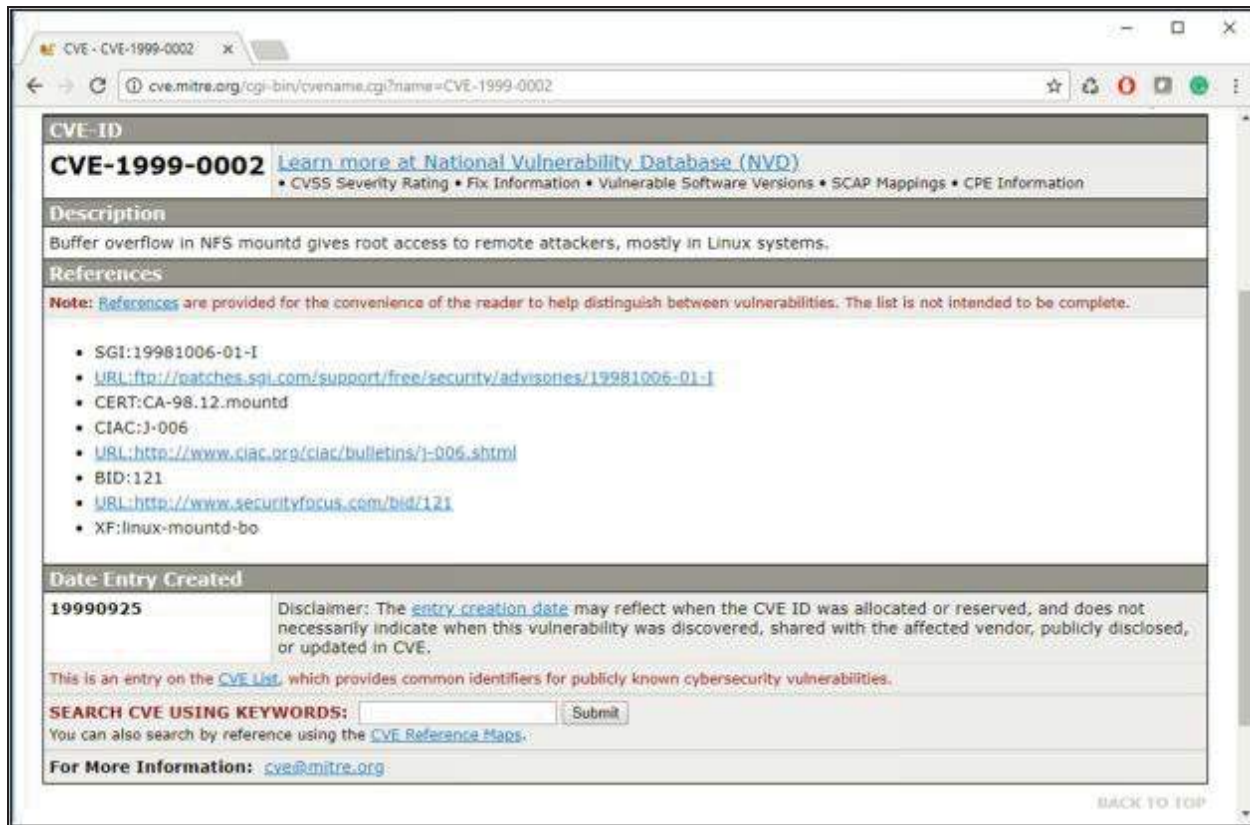 CVE - CVE-1999-0002
cve.mitre.org/cgi-bin/cvename.cgi?name=CVE-1999-0002
CVE-ID
CVE-1999-0002
Learn more at National Vulnerability Database (NVD)
• CVSS Severity Rating • Fix Information • Vulnerable Software Versions • SCAP Mappings • CPE Information
Description
Buffer overflow in NFS mountd gives root access to remote attackers, mostly in Linux systems.
References
Note: References are provided for the convenience of the reader to help distinguish between vulnerabilities. The list is not intended to be complete.
• SGI:19981006-01-I
• URL:ftp://patches.sgi.com/support/free/security/advisories/19981006-01-I
• CERT:CA-98.12.mountd
• CIAC:J-006
• URL:http://www.ciac.org/ciac/bulletins/j-006.shtml
• BID:121
• URL:http://www.securityfocus.com/bid/121
• XF:linux-mountd-bo
Date Entry Created
19990925
Disclaimer: The entry creation date may reflect when the CVE ID was allocated or reserved, and does not
necessarily indicate when this vulnerability was discovered, shared with the affected vendor, publicly disclosed,
or updated in CVE.
This is an entry on the CVE List, which provides common identifiers for publicly known cybersecurity vulnerabilities.
SEARCH CVE USING KEYWORDS: Submit
You can also search by reference using the CVE Reference Maps.
For More Information: cve@mitre.org
BACK TO TOP